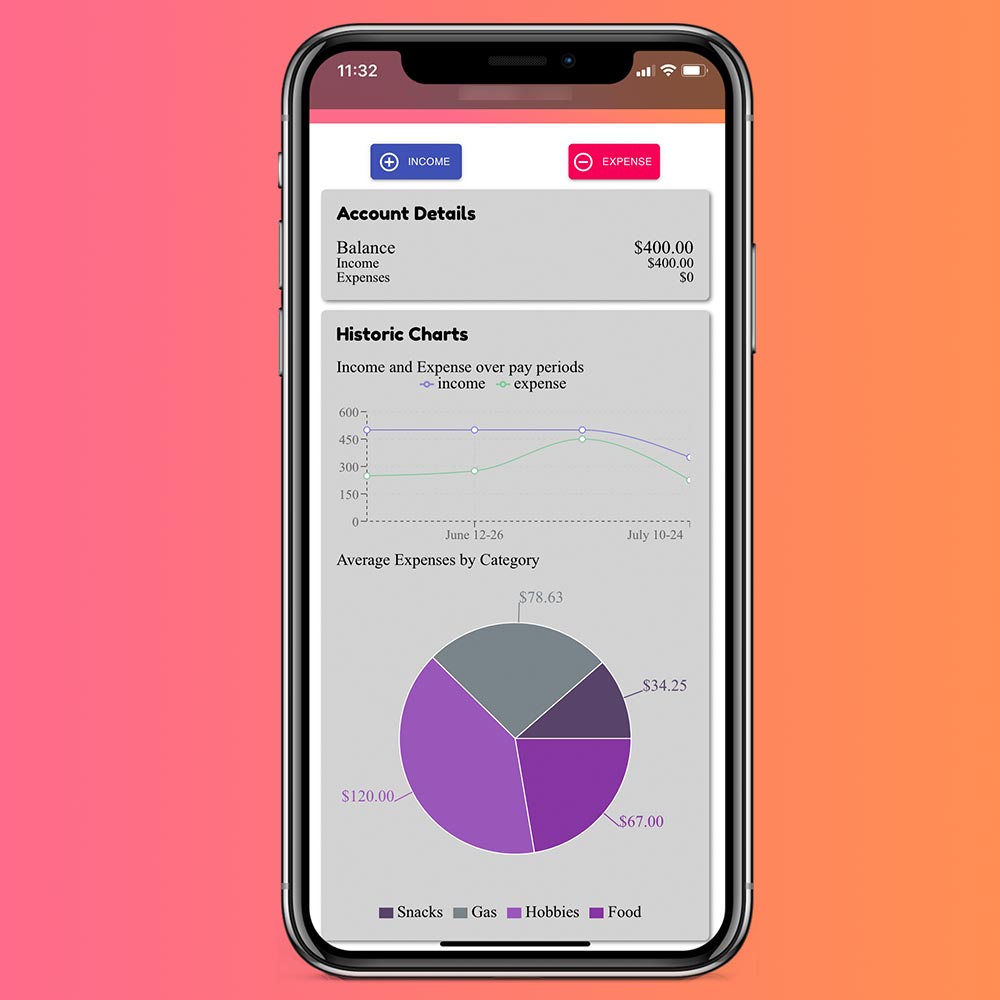 11:32
INCOME EXPENSE
Account Details
Balance $400.00
Income $400.00
Expenses $0
Historic Charts
Income and Expense over pay periods
income expense
600
450
300
150
0
June 12-26 July 10-24
Average Expenses by Category
$78.63
$34.25
$120.00
$67.00
Snacks Gas Hobbies Food